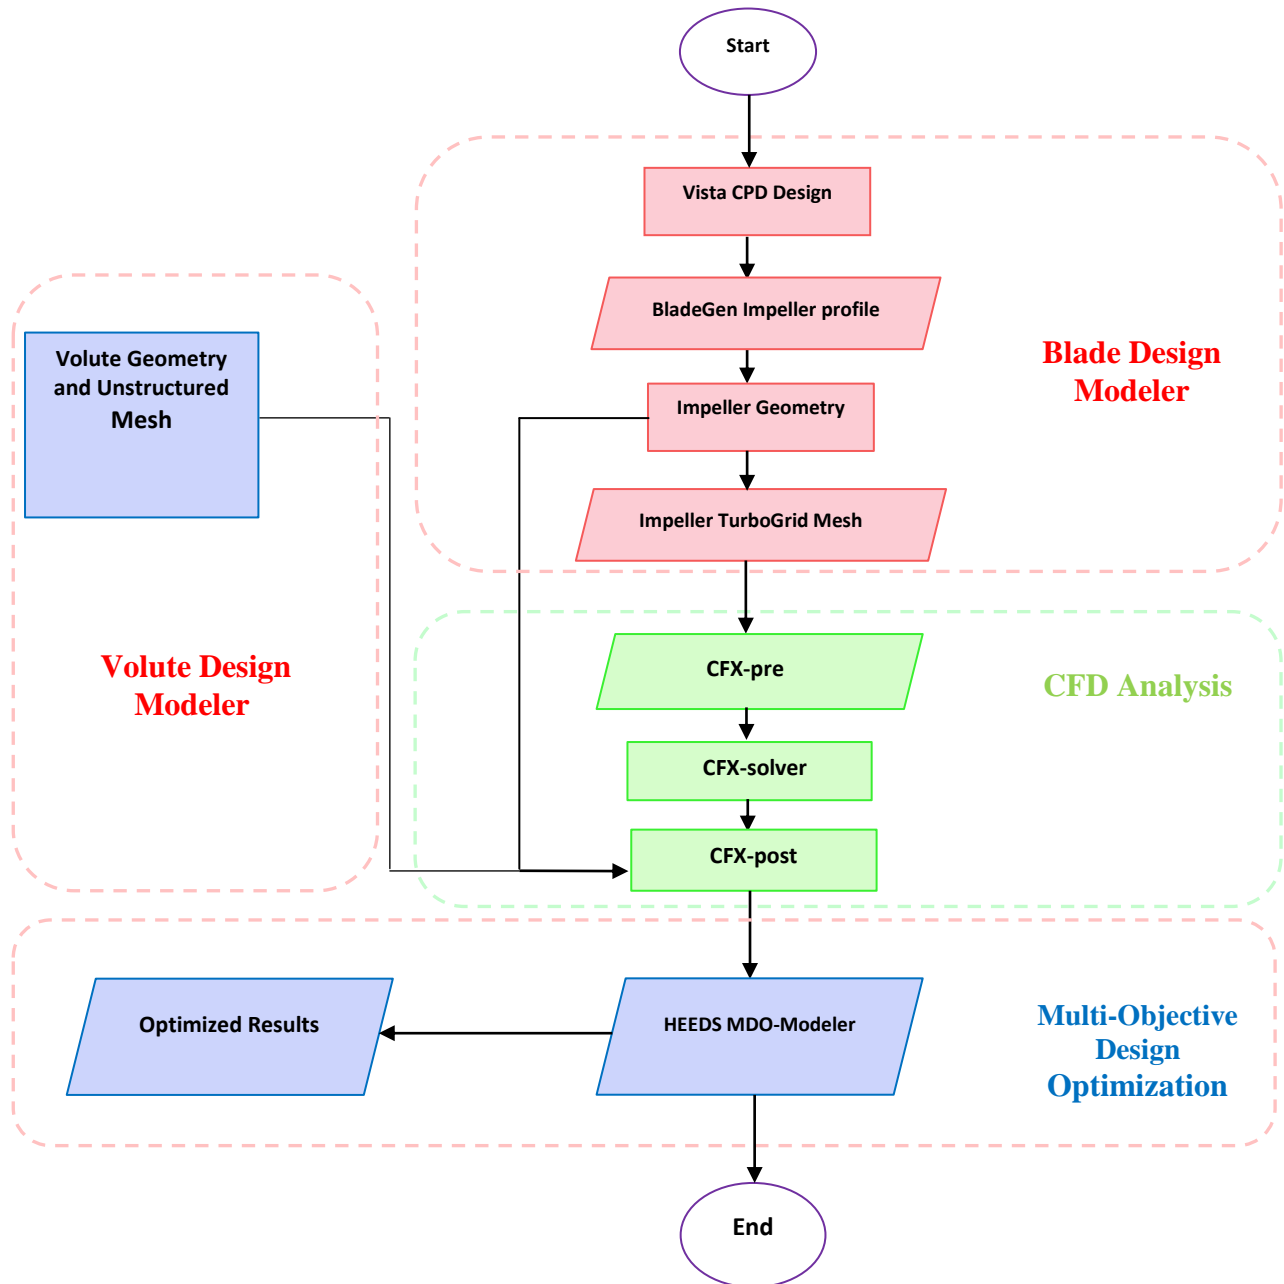 Start
Vista CPD Design
BladeGen Impeller profile
Blade Design
Modeler
Volute Geometry
and Unstructured
Mesh
Impeller Geometry
Impeller TurboGrid Mesh
Volute Design
Modeler
CFX-pre
CFD Analysis
CFX-solver
CFX-post
Optimized Results
HEEDS MDO-Modeler
Multi-Objective
Design
Optimization
End